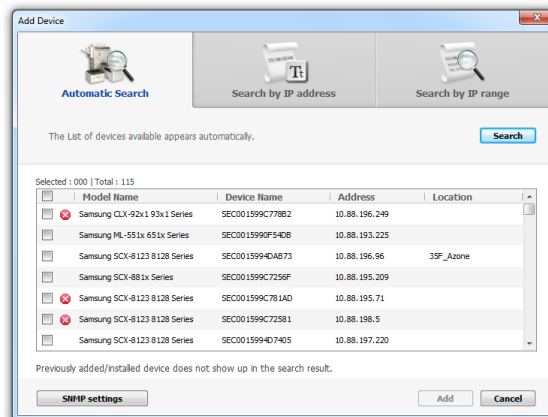 Add Device
Automatic Search
Search by IP address
Search by IP range
The List of devices available appears automatically.
Search
Selected : 000 | Total : 115
Model Name Device Name Address Location
Samsung CLX-92x1 93x1 Series SEC001599C778B2 10.88.196.249
Samsung ML-551x 651x Series SEC0015990F54DB 10.88.193.225
Samsung SCX-8123 8128 Series SEC0015994DAB73 10.88.196.96 35F_Azone
Samsung SCX-881x Series SEC001599C7256F 10.88.195.209
Samsung SCX-8123 8128 Series SEC001599C781AD 10.88.195.71
Samsung SCX-8123 8128 Series SEC001599C72581 10.88.198.5
Samsung SCX-8123 8128 Series SEC0015994D7405 10.88.197.220
Previously added/installed device does not show up in the search result.
SNMP settings
Add
Cancel